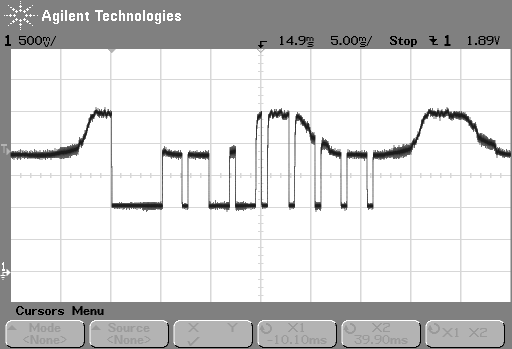 Agilent Technologies
1 500mV/ 14.9ms 5.00ms/ Stop 1 1.89V
T
1
Cursors Menu
Mode Source X Y X1 X2 X1 X2
<None> <None> ✓ -10.10ms 39.90ms